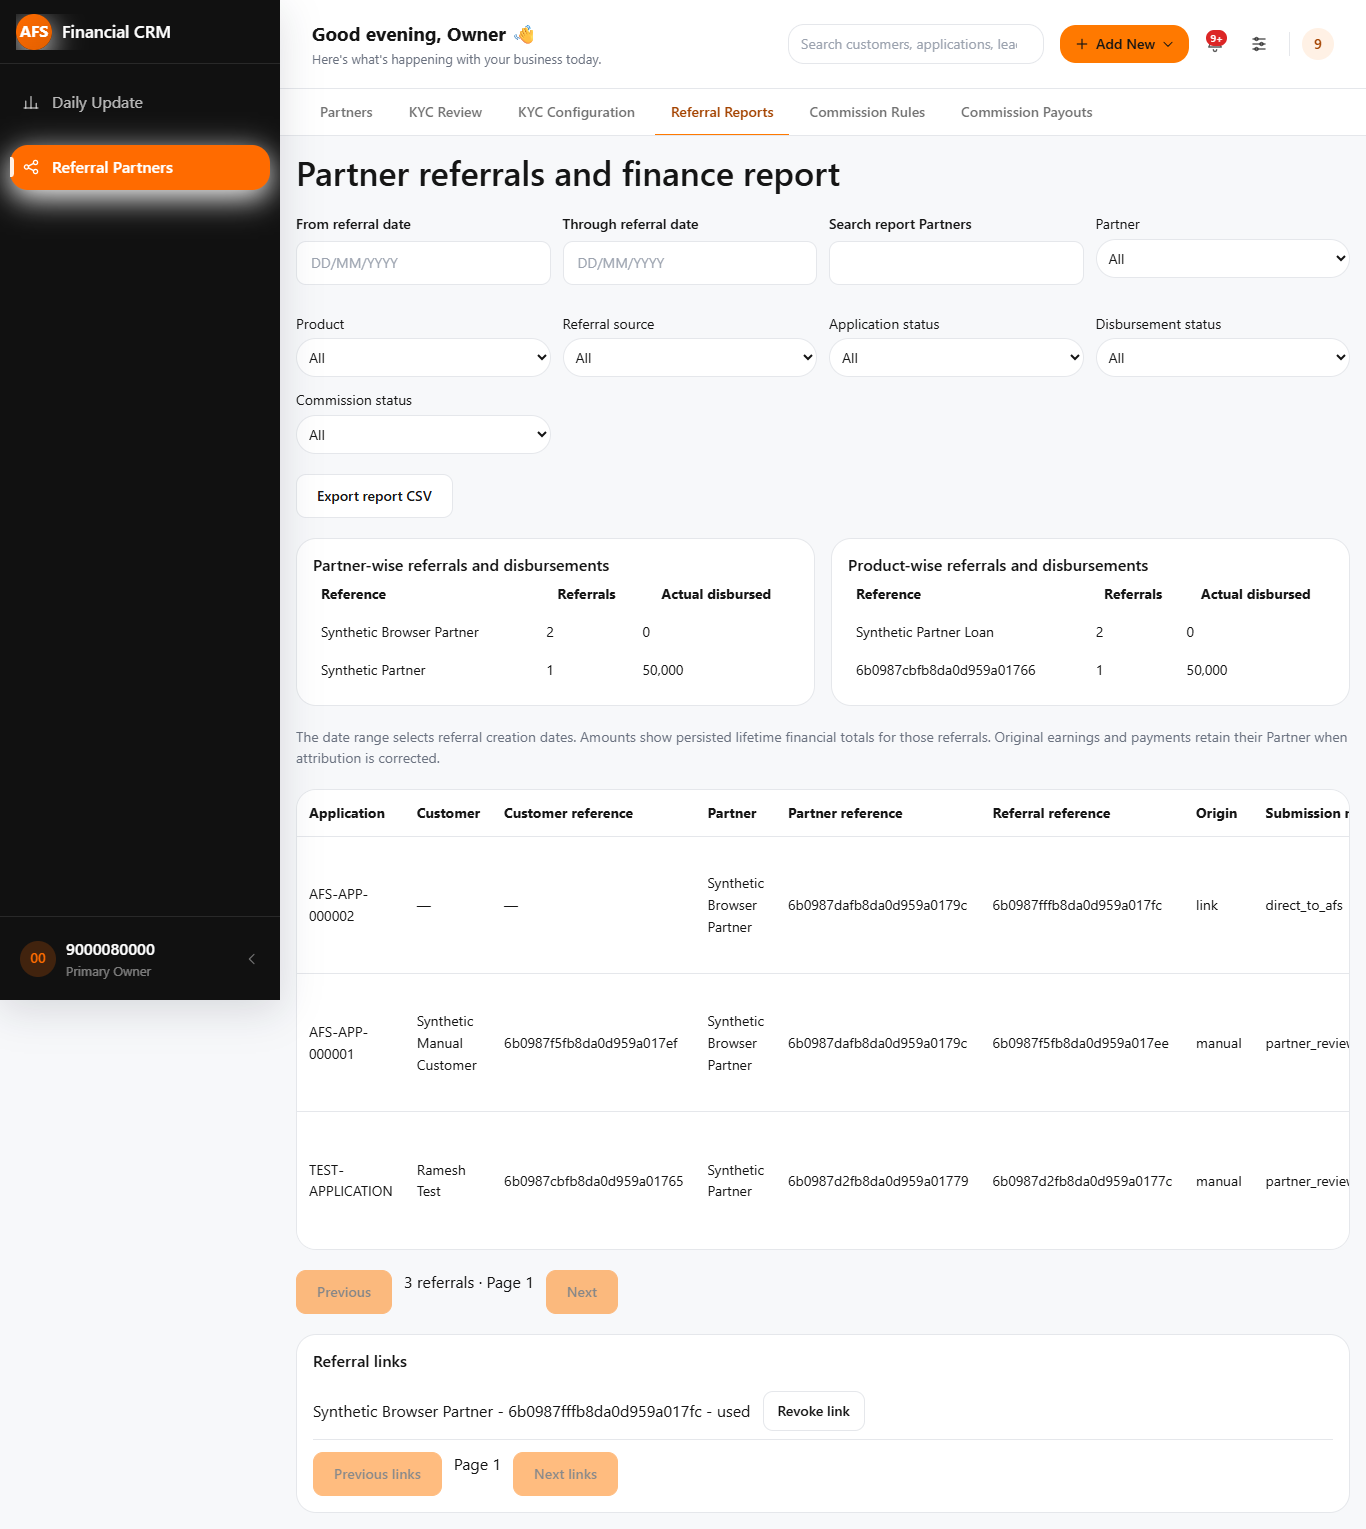 AFS Financial CRM
Daily Update
Referral Partners
00 9000080000
Primary Owner
Good evening, Owner 👋
Here's what's happening with your business today.
Search customers, applications, lea
+ Add New
9+
9
Partners KYC Review KYC Configuration Referral Reports Commission Rules Commission Payouts
Partner referrals and finance report
From referral date Through referral date Search report Partners Partner
DD/MM/YYYY DD/MM/YYYY All
Product Referral source Application status Disbursement status
All All All All
Commission status
All
Export report CSV
Partner-wise referrals and disbursements
Reference Referrals Actual disbursed
Synthetic Browser Partner 2 0
Synthetic Partner 1 50,000
Product-wise referrals and disbursements
Reference Referrals Actual disbursed
Synthetic Partner Loan 2 0
6b0987cbfb8da0d959a01766 1 50,000
The date range selects referral creation dates. Amounts show persisted lifetime financial totals for those referrals. Original earnings and payments retain their Partner when
attribution is corrected.
Application Customer Customer reference Partner Partner reference Referral reference Origin Submission
AFS-APP-
000002
—
—
Synthetic
Browser
Partner
6b0987dafb8da0d959a0179c
6b0987fffb8da0d959a017fc
link
direct_to_afs
AFS-APP-
000001
Synthetic
Manual
Customer
6b0987f5fb8da0d959a017ef
Synthetic
Browser
Partner
6b0987dafb8da0d959a0179c
6b0987f5fb8da0d959a017ee
manual
partner_review
TEST-
APPLICATION
Ramesh
Test
6b0987cbfb8da0d959a01765
Synthetic
Partner
6b0987d2fb8da0d959a01779
6b0987d2fb8da0d959a0177c
manual
partner_review
Previous 3 referrals · Page 1 Next
Referral links
Synthetic Browser Partner - 6b0987fffb8da0d959a017fc - used Revoke link
Previous links Page 1 Next links